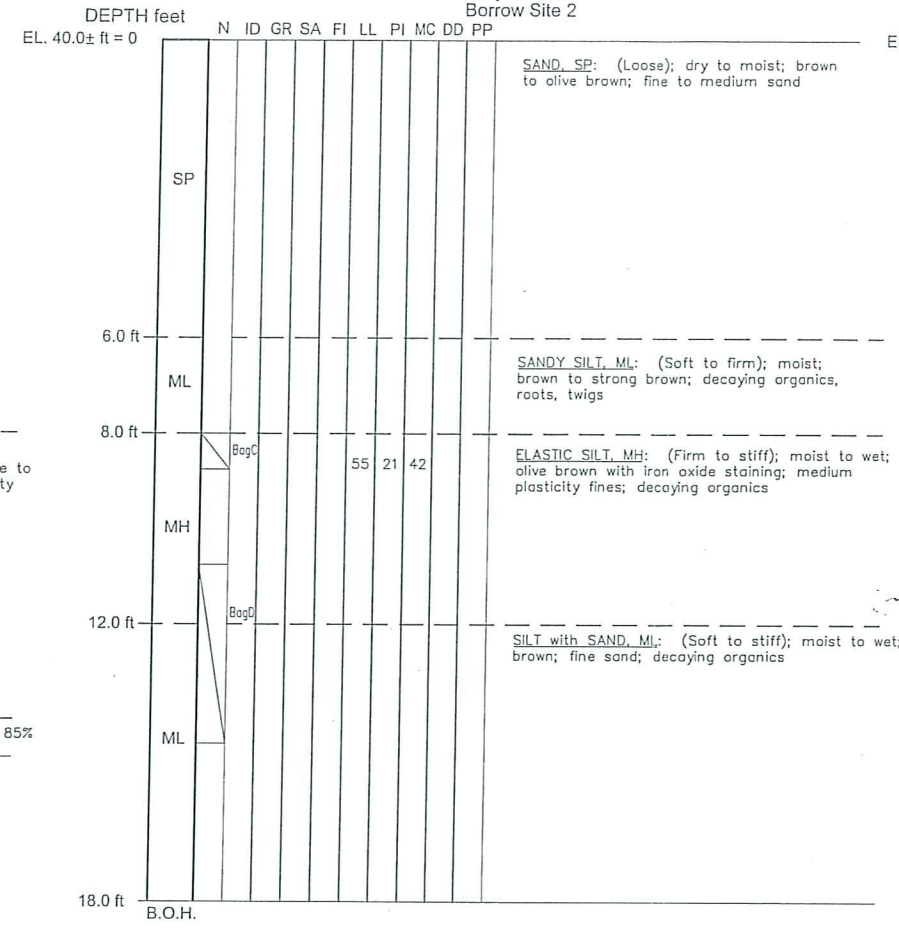 Borrow Site 2
DEPTH feet
N ID GR SA FI LL PI MC DD PP
EL. 40.0± ft = 0
E
SAND, SP: (Loose); dry to moist; brown
to olive brown; fine to medium sand
SP
6.0 ft
SANDY SILT, ML: (Soft to firm); moist;
brown to strong brown; decaying organics,
roots, twigs
ML
8.0 ft
BagC
55 21 42
ELASTIC SILT, MH: (Firm to stiff); moist to wet;
olive brown with iron oxide staining; medium
plasticity fines; decaying organics
e to
ty
MH
BagD
12.0 ft
SILT with SAND, ML: (Soft to stiff); moist to wet;
brown; fine sand; decaying organics
85%
ML
18.0 ft
B.O.H.